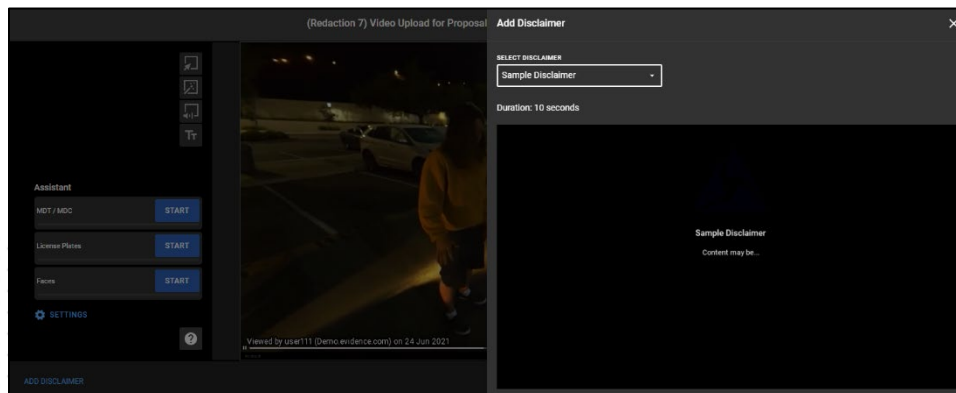 (Redaction 7) Video Upload for Proposal
Add Disclaimer
SELECT DISCLAIMER
Sample Disclaimer
Duration: 10 seconds
Tт
Assistant
MDT / MDC START
License Plates START
Faces START
SETTINGS
?
Viewed by user111 (Demo.evidence.com) on 24 Jun 2021
ADD DISCLAIMER
Sample Disclaimer
Content may be...